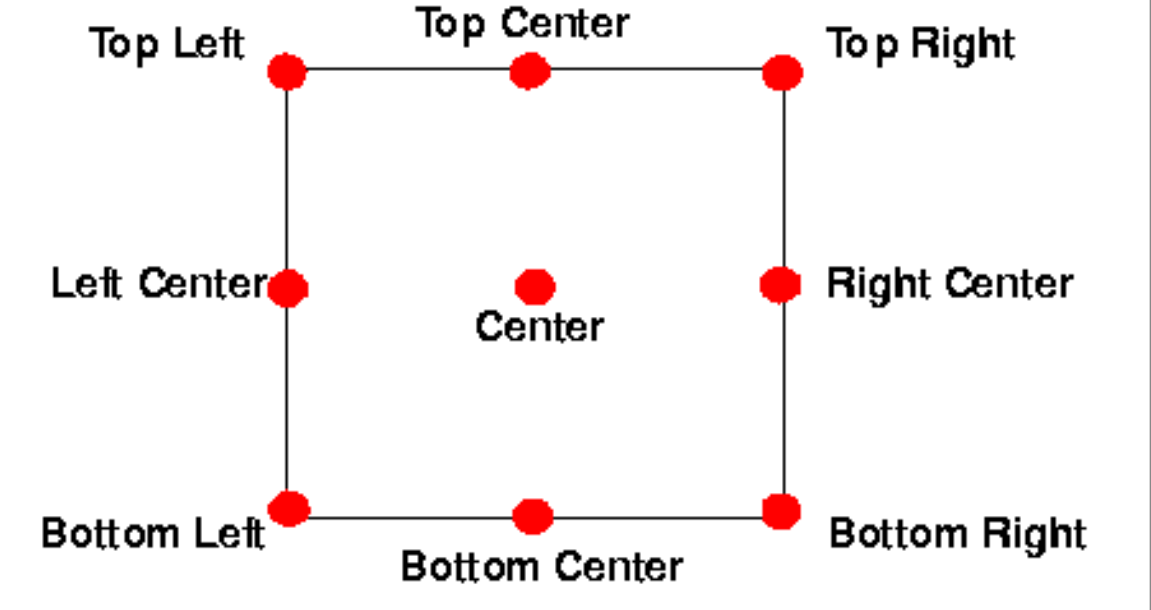 Top Left
Top Center
Top Right
Left Center
Center
Right Center
Bottom Left
Bottom Center
Bottom Right